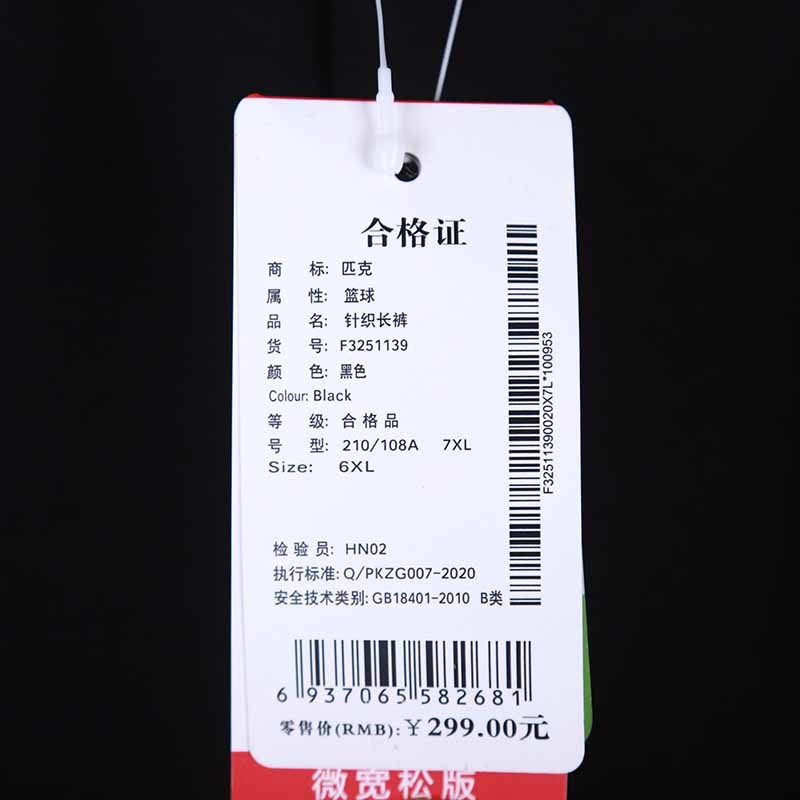 合格证
商 标: 匹克
属 性: 篮球
品 名: 针织长裤
货 号: F3251139
颜 色: 黑色
Colour: Black
等 级: 合格品
号 型: 210/108A 7XL
Size: 6XL
检验员: HN02
执行标准: Q/PKZG007-2020
安全技术类别: GB18401-2010 B类
F32511390020X7L*100953
6 937065 582681
零售价(RMB): ¥ 299.00元
微宽松版